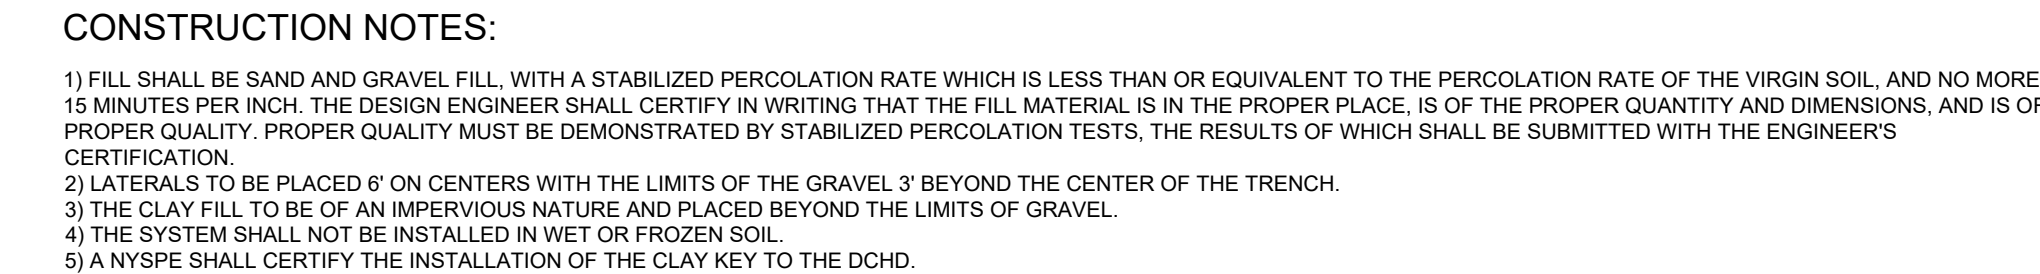 CONSTRUCTION NOTES:
1) FILL SHALL BE SAND AND GRAVEL FILL, WITH A STABILIZED PERCOLATION RATE WHICH IS LESS THAN OR EQUIVALENT TO THE PERCOLATION RATE OF THE VIRGIN SOIL, AND NO MORE
15 MINUTES PER INCH. THE DESIGN ENGINEER SHALL CERTIFY IN WRITING THAT THE FILL MATERIAL IS IN THE PROPER PLACE, IS OF THE PROPER QUANTITY AND DIMENSIONS, AND IS OF
PROPER QUALITY. PROPER QUALITY MUST BE DEMONSTRATED BY STABILIZED PERCOLATION TESTS, THE RESULTS OF WHICH SHALL BE SUBMITTED WITH THE ENGINEER'S
CERTIFICATION.
2) LATERALS TO BE PLACED 6' ON CENTERS WITH THE LIMITS OF THE GRAVEL 3' BEYOND THE CENTER OF THE TRENCH.
3) THE CLAY FILL TO BE OF AN IMPERVIOUS NATURE AND PLACED BEYOND THE LIMITS OF GRAVEL.
4) THE SYSTEM SHALL NOT BE INSTALLED IN WET OR FROZEN SOIL.
5) A NYSPE SHALL CERTIFY THE INSTALLATION OF THE CLAY KEY TO THE DCHD.